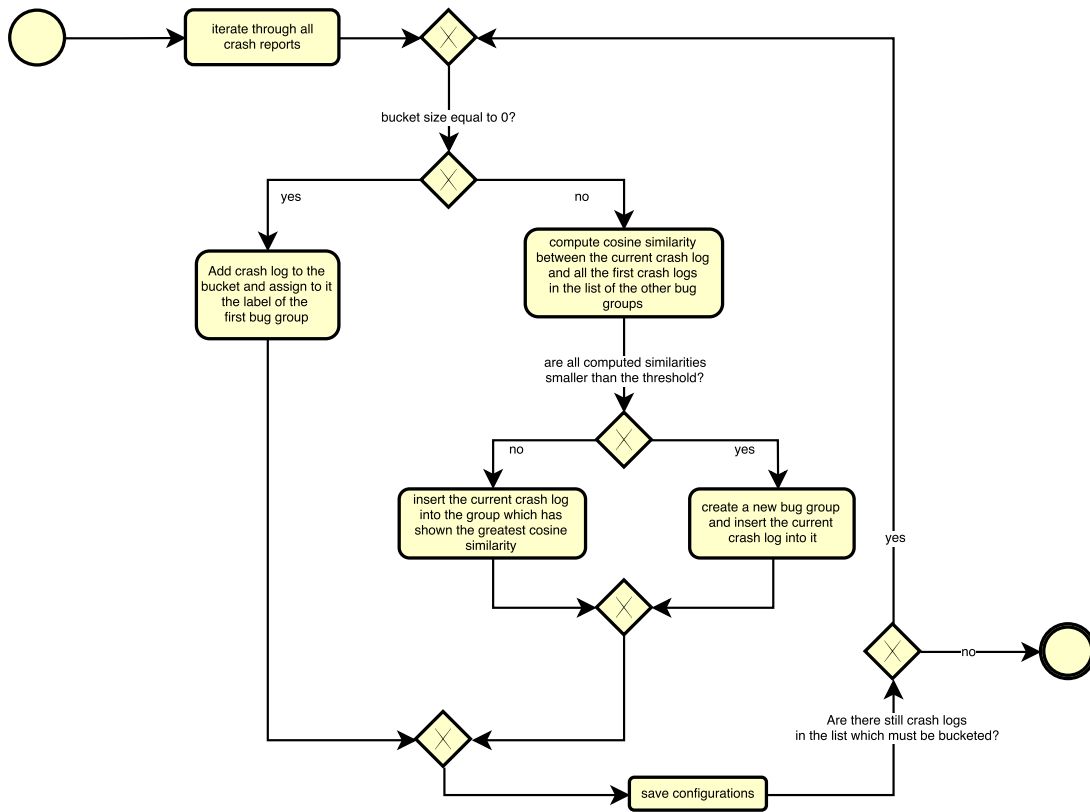 iterate through all
crash reports
bucket size equal to 0?
yes
no
Add crash log to the
bucket and assign to it
the label of the
first bug group
compute cosine similarity
between the current crash log
and all the first crash logs
in the list of the other bug
groups
are all computed similarities
smaller than the threshold?
no
yes
insert the current crash log
into the group which has
shown the greatest cosine
similarity
create a new bug group
and insert the current
crash log into it
yes
no
Are there still crash logs
in the list which must be bucketed?
save configurations